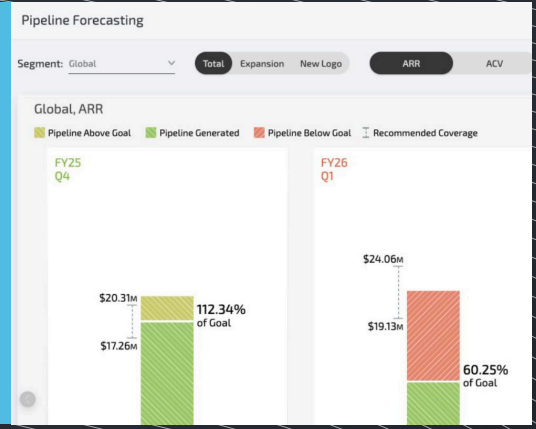 Pipeline Forecasting
Segment: Global Total Expansion New Logo ARR ACV
Global, ARR
Pipeline Above Goal Pipeline Generated Pipeline Below Goal Recommended Coverage
FY25
Q4
$20.31M
112.34%
of Goal
$17.26M
FY26
Q1
$24.06M
$19.13M
60.25%
of Goal